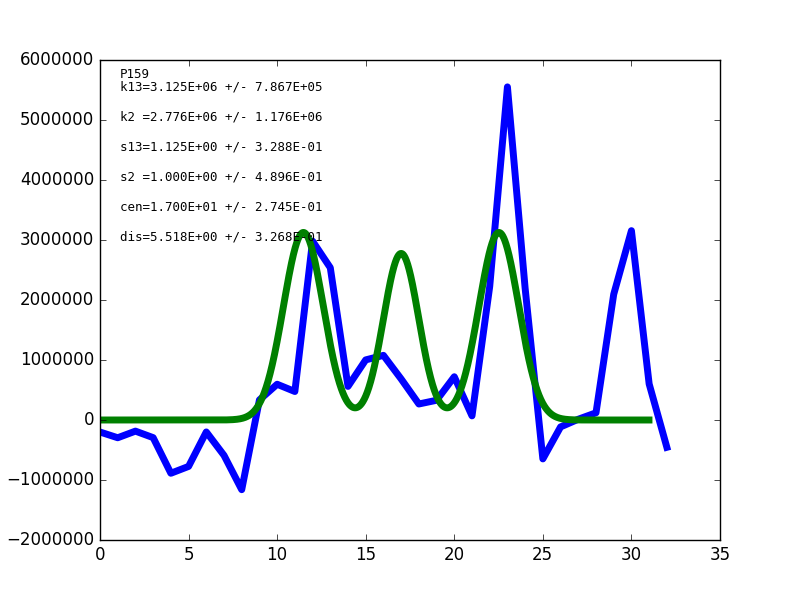 6000000
5000000
4000000
3000000
2000000
1000000
0
−1000000
−2000000
P159
k13=3.125E+06 +/- 7.867E+05
k2 =2.776E+06 +/- 1.176E+06
s13=1.125E+00 +/- 3.288E-01
s2 =1.000E+00 +/- 4.896E-01
cen=1.700E+01 +/- 2.745E-01
dis=5.518E+00 +/- 3.268E-01
0 5 10 15 20 25 30 35